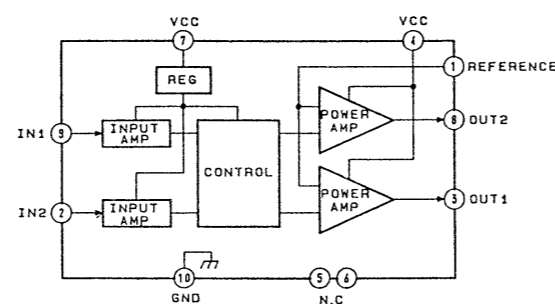 VCC
VCC
7
4
REG
1
REFERENCE
IN1
9
INPUT
AMP
POWER
AMP
8
OUT2
CONTROL
IN2
2
INPUT
AMP
POWER
AMP
3
OUT1
10
GND
5
6
N.C